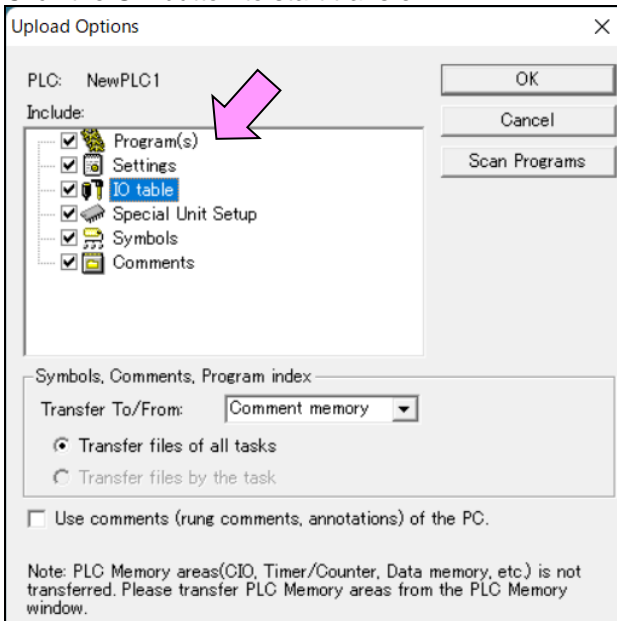 Upload Options
PLC: NewPLC1
OK
Include:
Cancel
Program(s)
Scan Programs
Settings
IO table
Special Unit Setup
Symbols
Comments
Symbols, Comments, Program index
Transfer To/From: Comment memory
Transfer files of all tasks
Transfer files by the task
Use comments (rung comments, annotations) of the PC.
Note: PLC Memory areas(CIO, Timer/Counter, Data memory, etc.) is not
transferred. Please transfer PLC Memory areas from the PLC Memory
window.